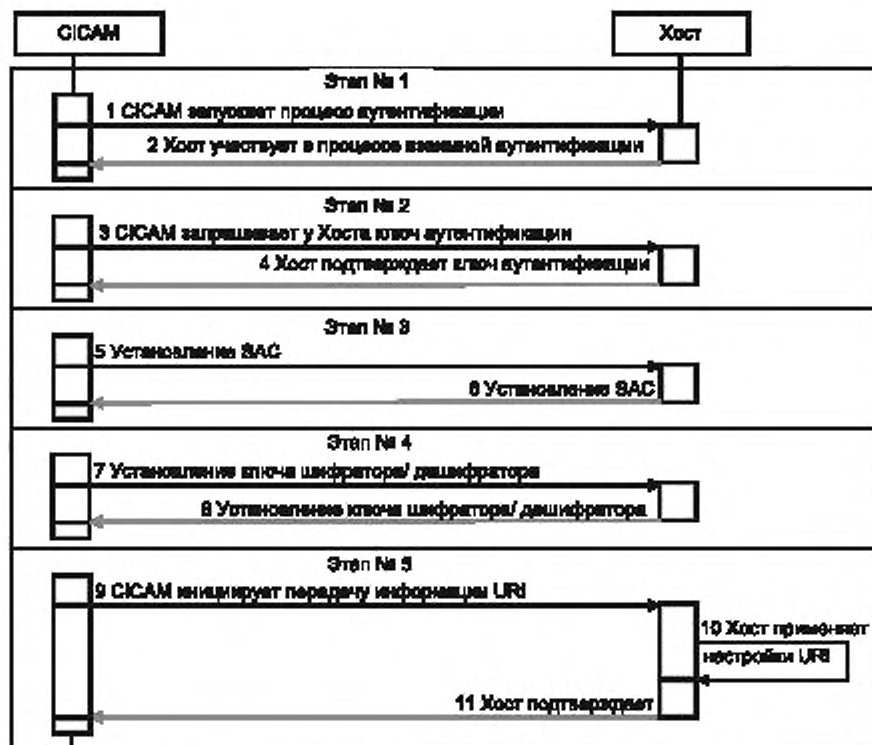 CICAM
Хост
Этап № 1
1 CICAM запускает процесс аутентификации
2 Хост участвует в процессе взаимной аутентификации
Этап № 2
3 CICAM запрашивает у Хоста ключ аутентификации
4 Хост подтверждает ключ аутентификации
Этап № 3
5 Установление SAC
6 Установление SAC
Этап № 4
7 Установление ключа шифратора/ дешифратора
8 Установление ключа шифратора/ дешифратора
Этап № 5
9 CICAM инициирует передачу информации URI
10 Хост применяет
настройки URI
11 Хост подтверждает